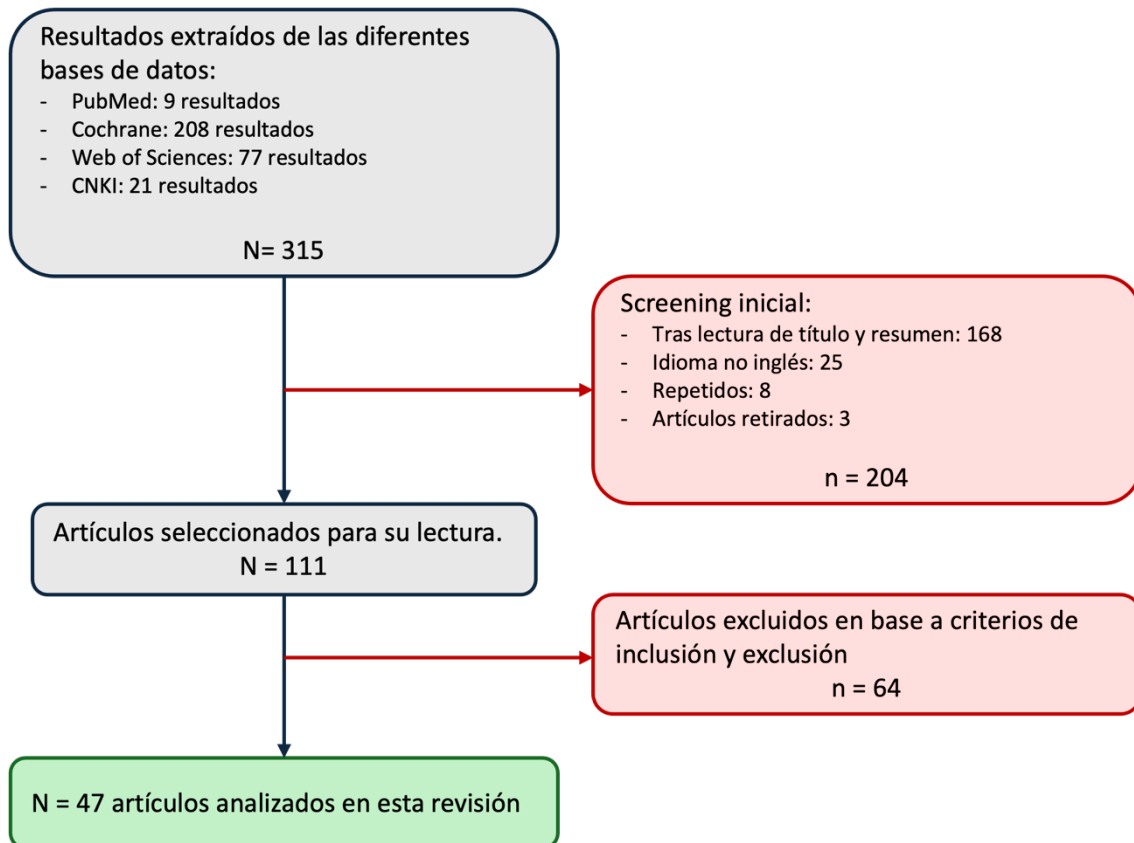 Resultados extraídos de las diferentes
bases de datos:
- PubMed: 9 resultados
- Cochrane: 208 resultados
- Web of Sciences: 77 resultados
- CNKI: 21 resultados
N= 315
Screening inicial:
- Tras lectura de título y resumen: 168
- Idioma no inglés: 25
- Repetidos: 8
- Artículos retirados: 3
n = 204
Artículos seleccionados para su lectura.
N = 111
Artículos excluidos en base a criterios de
inclusión y exclusión
n = 64
N = 47 artículos analizados en esta revisión